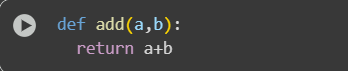 def add(a,b):
  return a+b